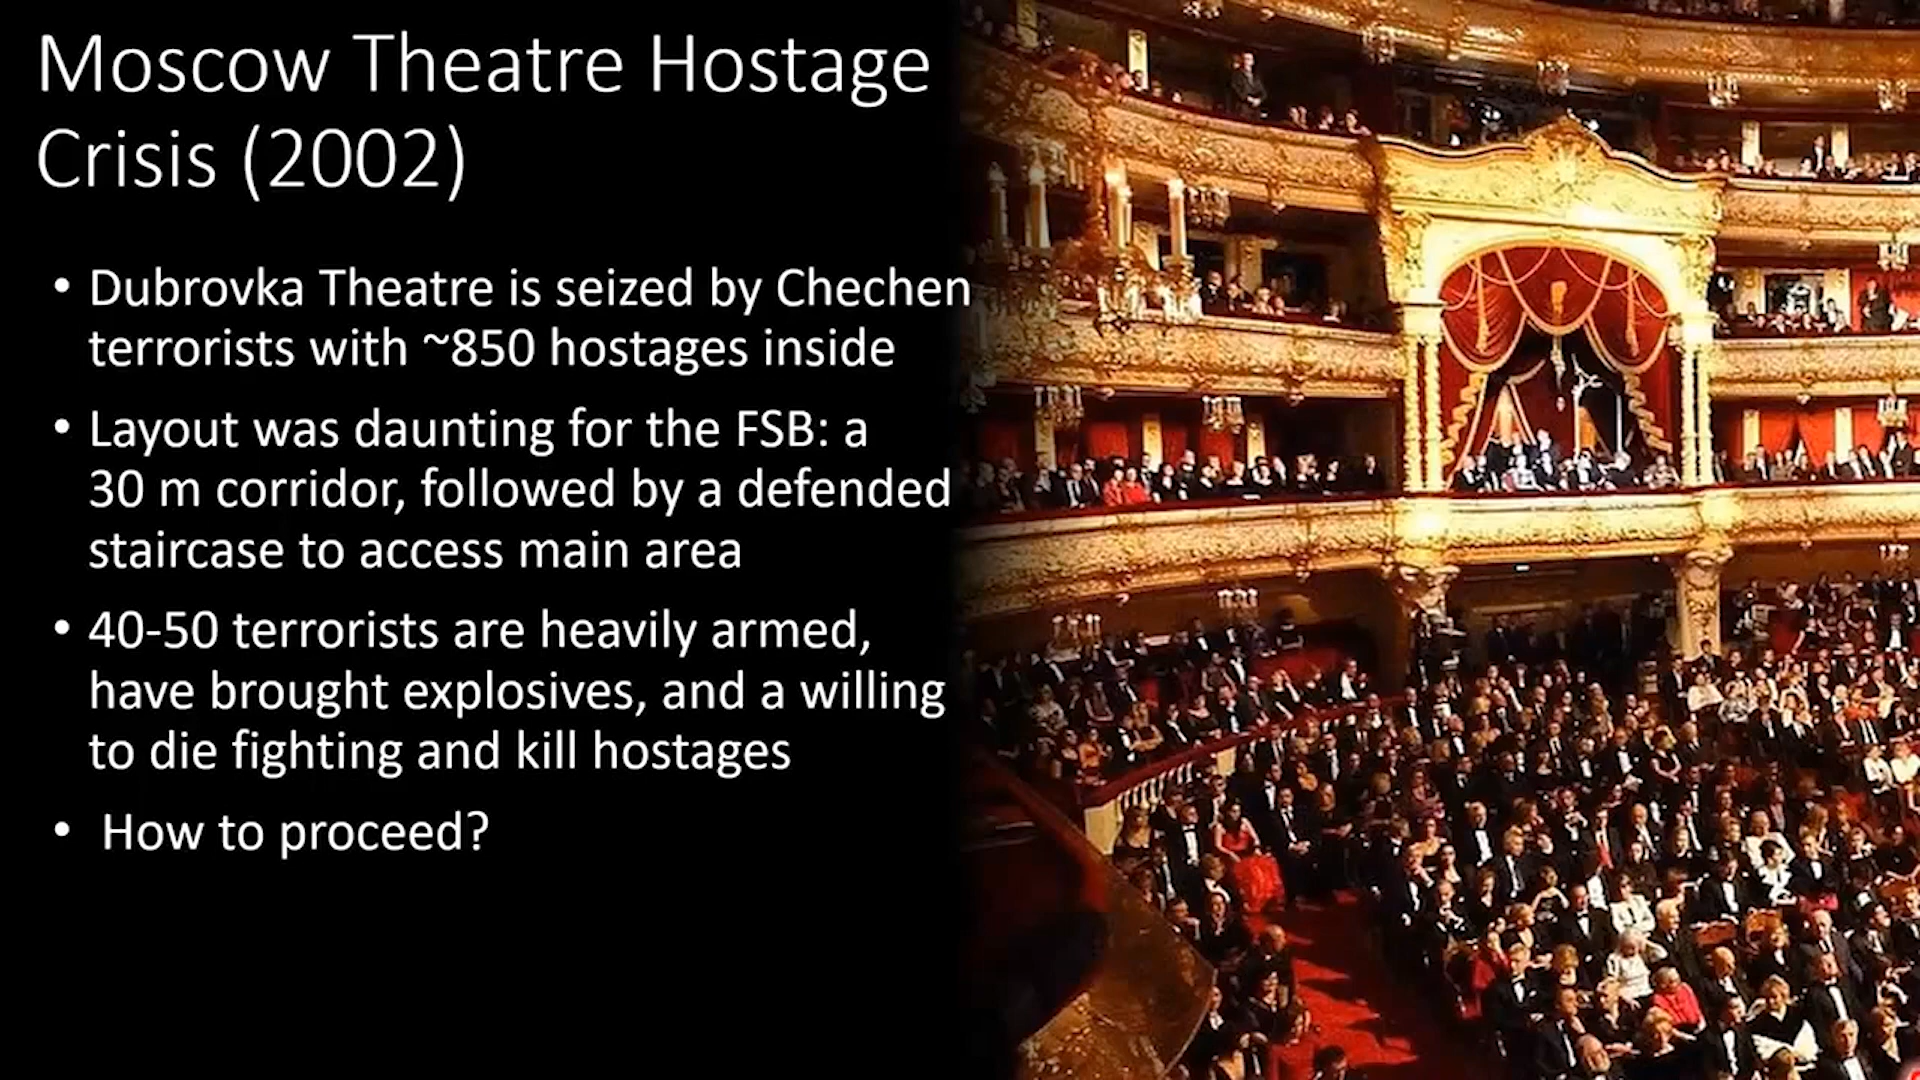 Moscow Theatre Hostage
Crisis (2002)
• Dubrovka Theatre is seized by Chechen
terrorists with ~850 hostages inside
• Layout was daunting for the FSB: a
30 m corridor, followed by a defended
staircase to access main area
• 40-50 terrorists are heavily armed,
have brought explosives, and a willing
to die fighting and kill hostages
• How to proceed?